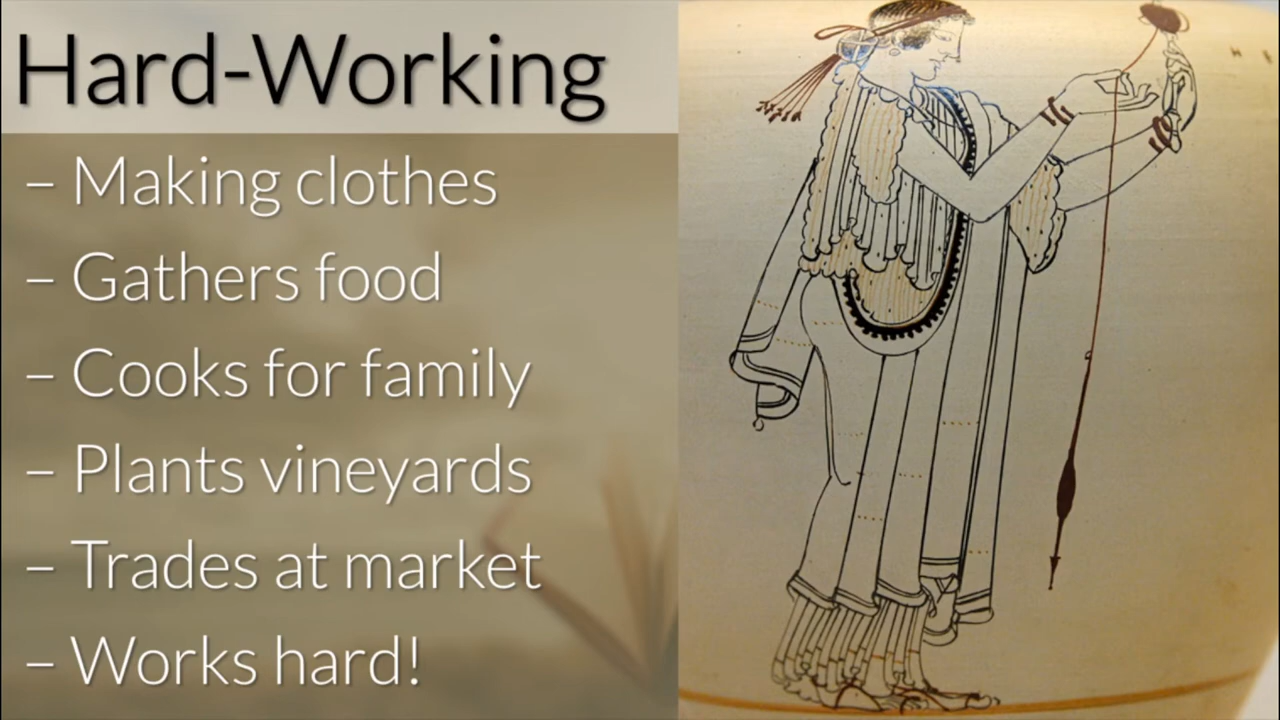 Hard-Working
– Making clothes
– Gathers food
– Cooks for family
– Plants vineyards
– Trades at market
– Works hard!